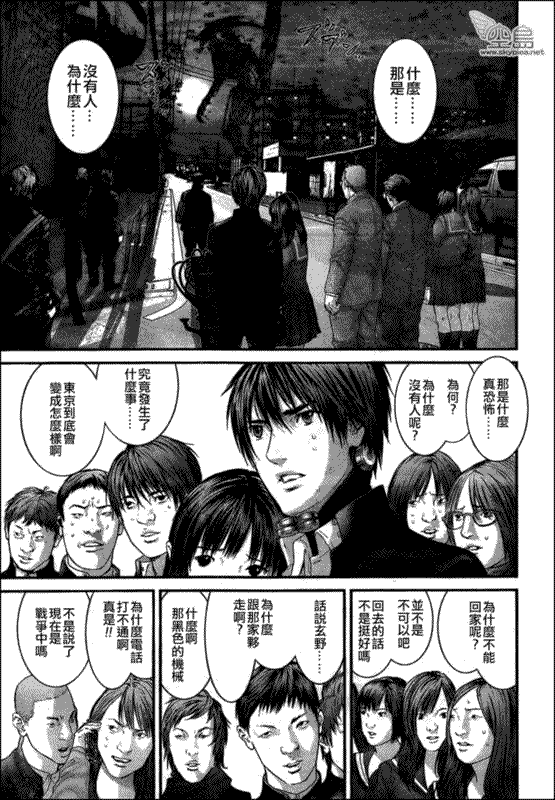 www.skypiea.net
什麼…
那是……
沒有人…
為什麼…
那是什麼
真恐怖……
為何？
為什麼
沒有人呢？
究竟發生了
什麼事……
東京到底會
變成怎麼樣啊
為什麼不能
回家呢？
並不是
不可以吧
回去的話
不是挺好嗎
話說玄野…
為什麼
跟那家夥
走啊？
什麼啊
那黑色的機械
為什麼電話
打不通啊
真是!!
不是說了
現在是
戰爭中嗎